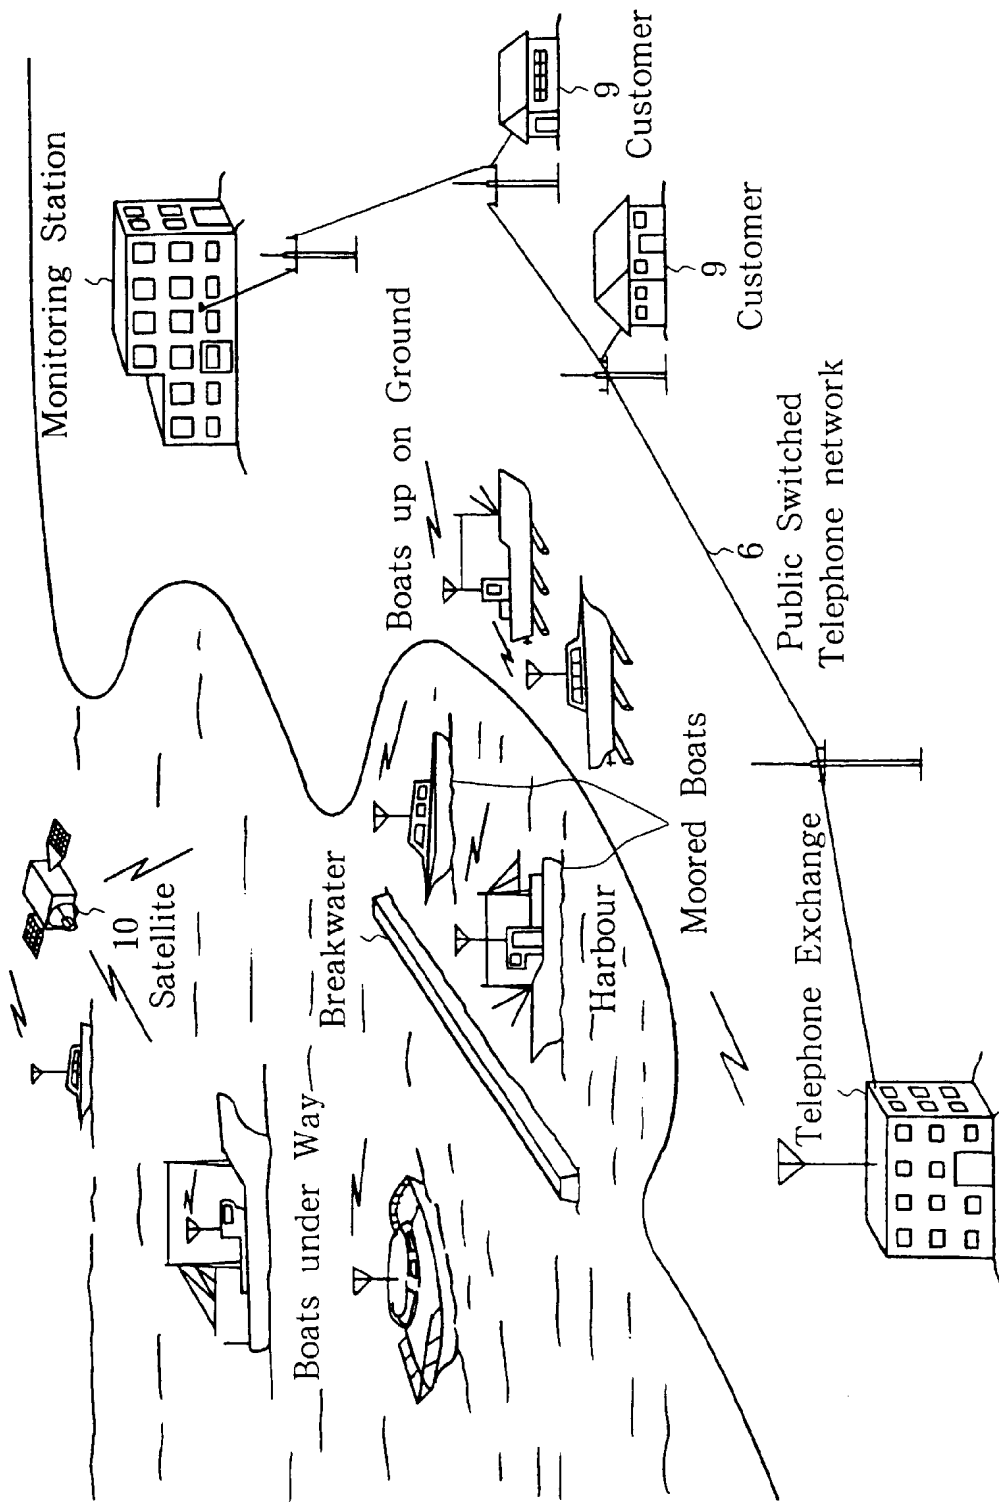 Monitoring Station
10
Satellite
Boats under Way
Breakwater
Boats up on Ground
9
Customer
9
Customer
Harbour
Moored Boats
6
Public Switched
Telephone network
Telephone Exchange